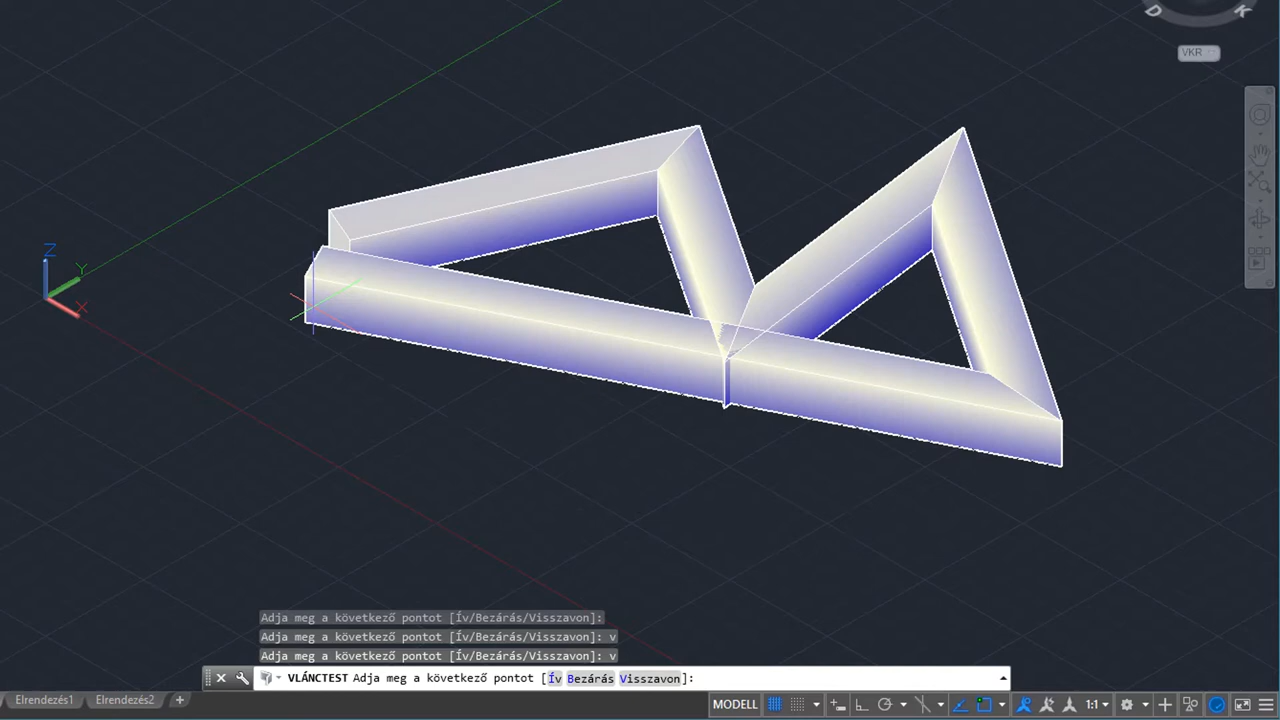 D K
VKR
Z
Y
X
Adja meg a következő pontot [Ív/Bezárás/Visszavon]:
Adja meg a következő pontot [Ív/Bezárás/Visszavon]: v
Adja meg a következő pontot [Ív/Bezárás/Visszavon]: v
VLÁNCTEST Adja meg a következő pontot [Ív Bezárás Visszavon]:
Elrendezés1 Elrendezés2 +
MODELL 1:1